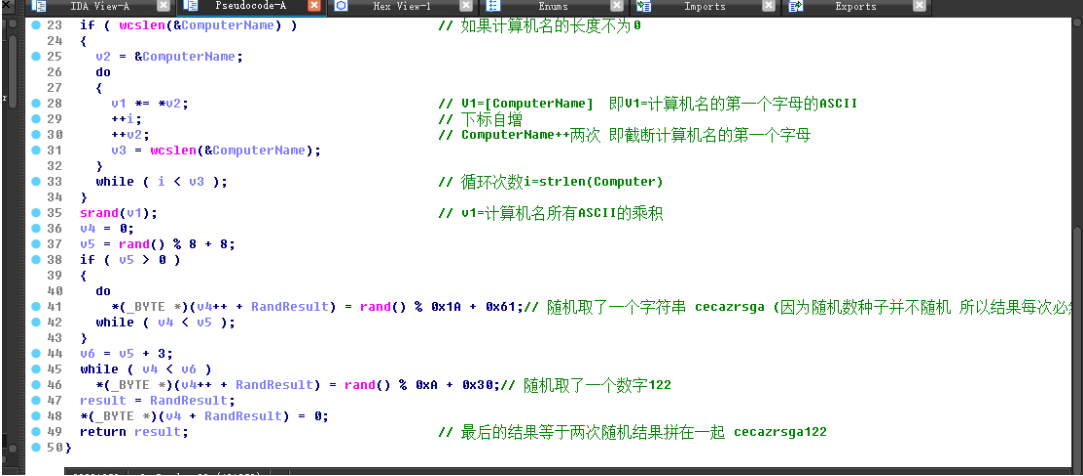 IDA View-A Pseudocode-A Hex View-1 Enums Imports Exports
23 if ( wcslen(&ComputerName) ) // 如果计算机名的长度不为0
24 {
25 v2 = &ComputerName;
26 do
27 {
28 v1 *= *v2; // V1=[ComputerName] 即V1=计算机名的第一个字母的ASCII
29 ++i; // 下标自增
30 ++v2; // ComputerName++两次 即截断计算机名的第一个字母
31 v3 = wcslen(&ComputerName);
32 }
33 while ( i < v3 ); // 循环次数i=strlen(Computer)
34 }
35 srand(v1); // v1=计算机名所有ASCII的乘积
36 v4 = 0;
37 v5 = rand() % 8 + 8;
38 if ( v5 > 0 )
39 {
40 do
41 *(_BYTE *)(v4++ + RandResult) = rand() % 0x1A + 0x61;// 随机取了一个字符串 cecazrsga (因为随机数种子并不随机 所以结果每次必
42 while ( v4 < v5 );
43 }
44 v6 = v5 + 3;
45 while ( v4 < v6 )
46 *(_BYTE *)(v4++ + RandResult) = rand() % 0xA + 0x30;// 随机取了一个数字122
47 result = RandResult;
48 *(_BYTE *)(v4 + RandResult) = 0;
49 return result; // 最后的结果等于两次随机结果拼在一起 cecazrsga122
50 }